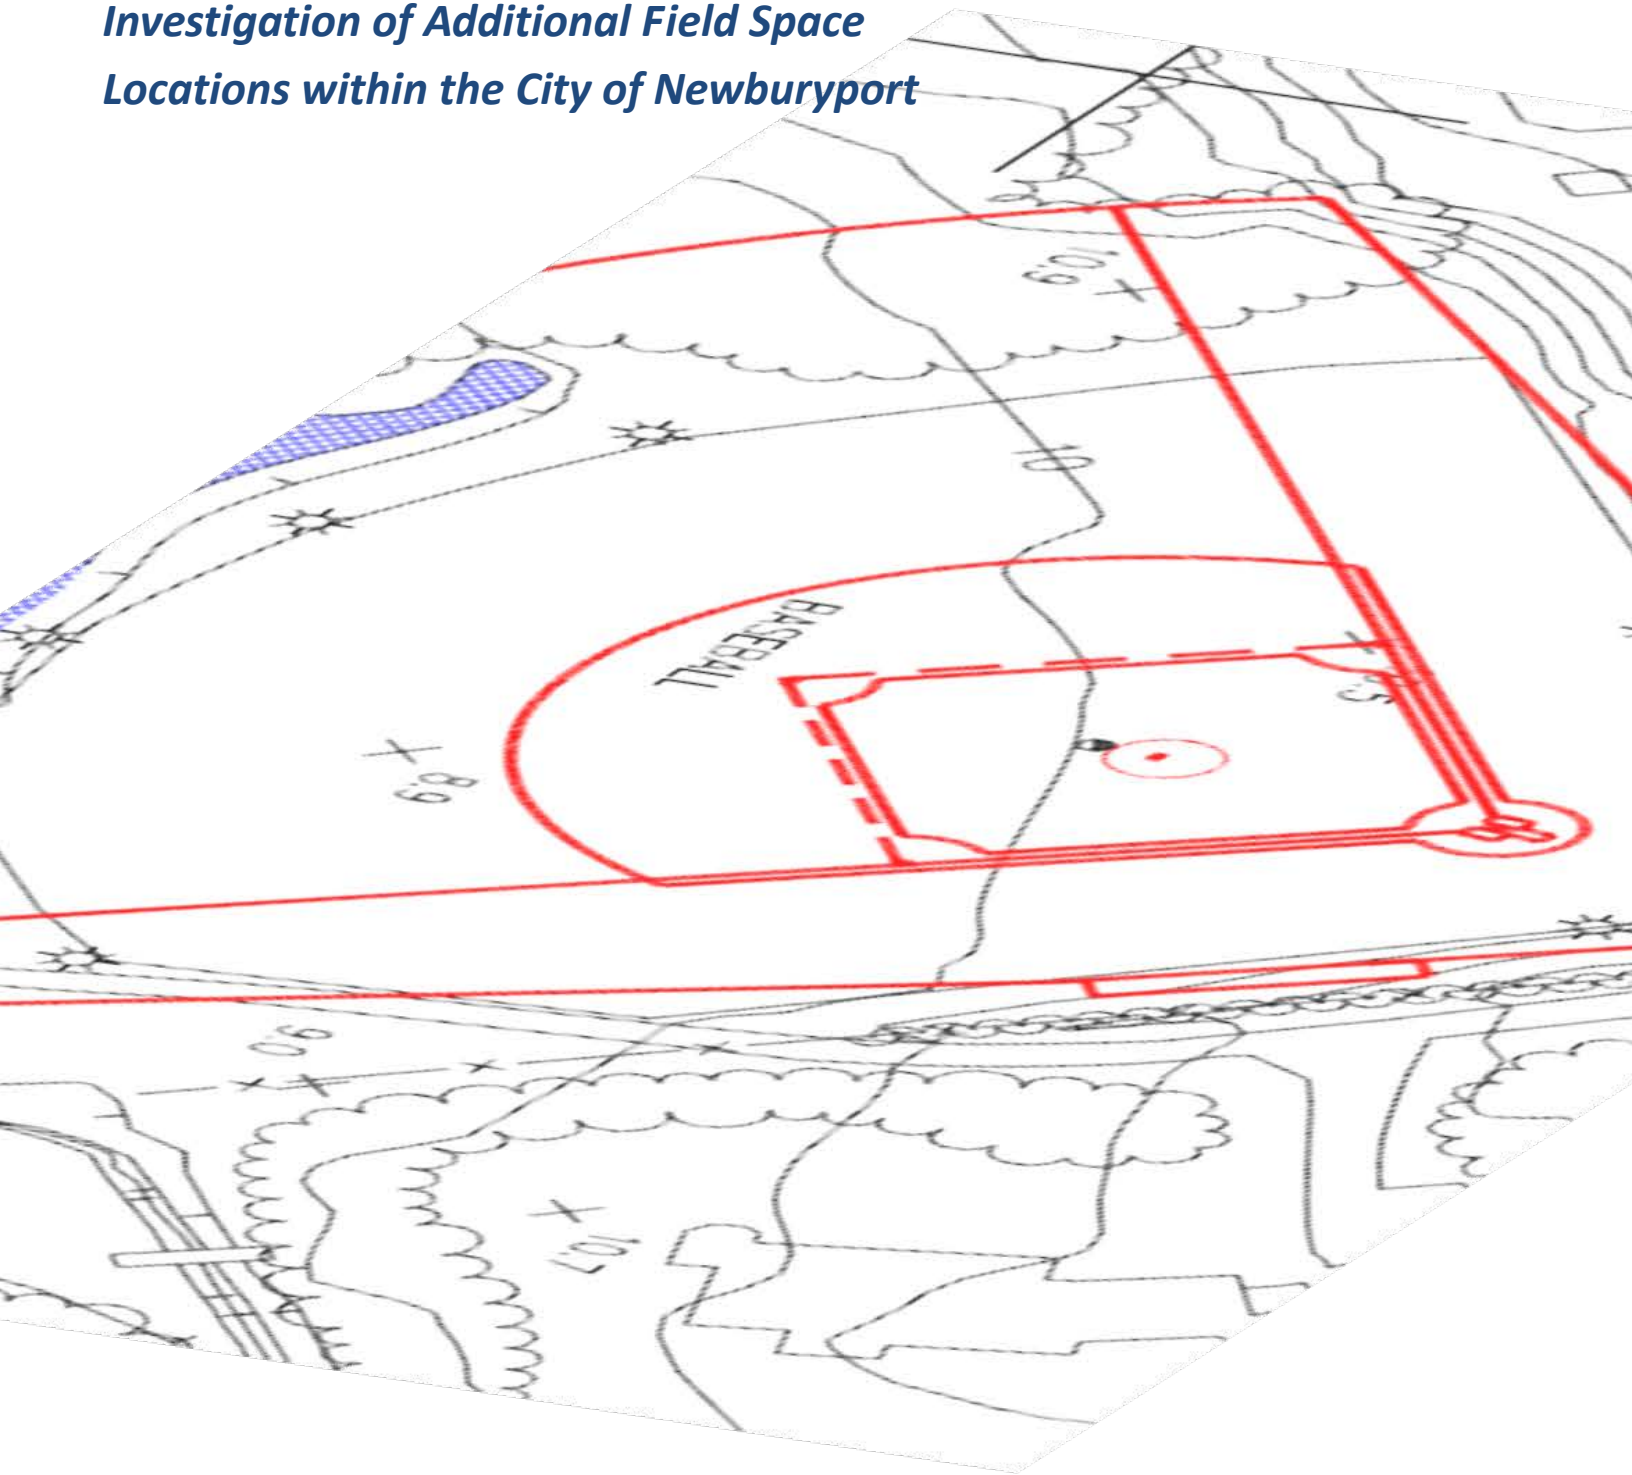 Investigation of Additional Field Space
Locations within the City of Newburyport
10.9
10
BASEBALL
8.9
9.0
10.7